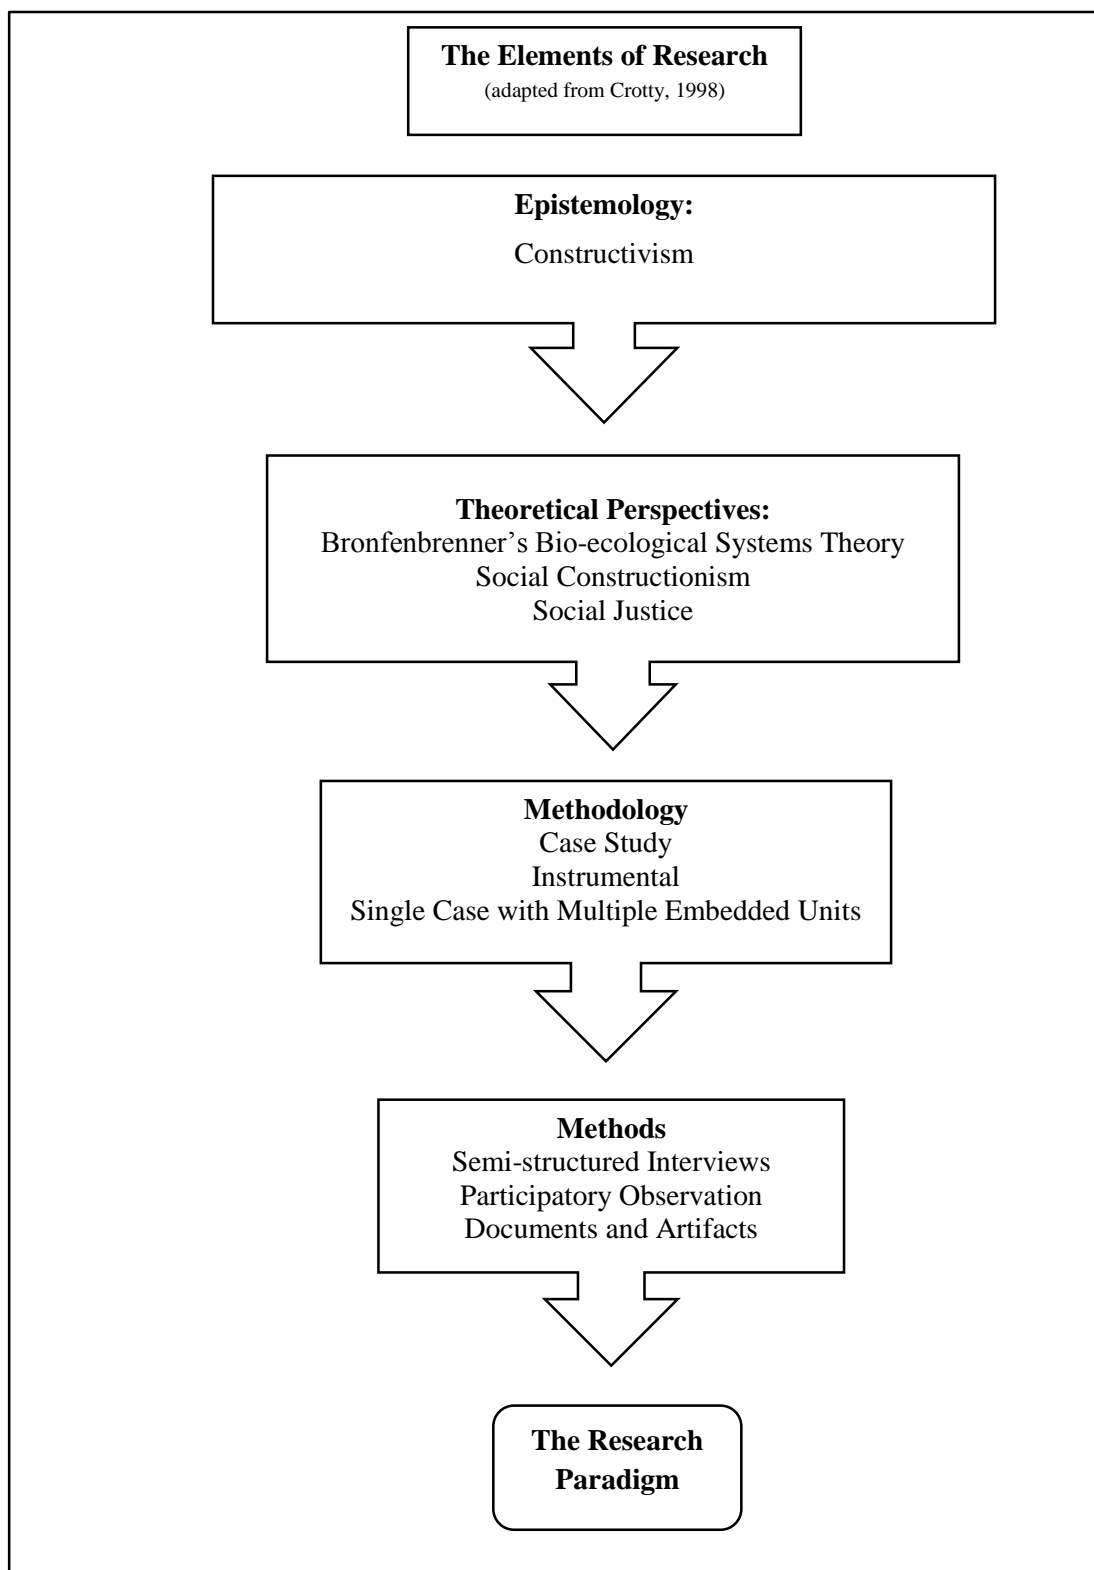 The Elements of Research
(adapted from Crotty, 1998)
Epistemology:
Constructivism
Theoretical Perspectives:
Bronfenbrenner’s Bio-ecological Systems Theory
Social Constructionism
Social Justice
Methodology
Case Study
Instrumental
Single Case with Multiple Embedded Units
Methods
Semi-structured Interviews
Participatory Observation
Documents and Artifacts
The Research
Paradigm